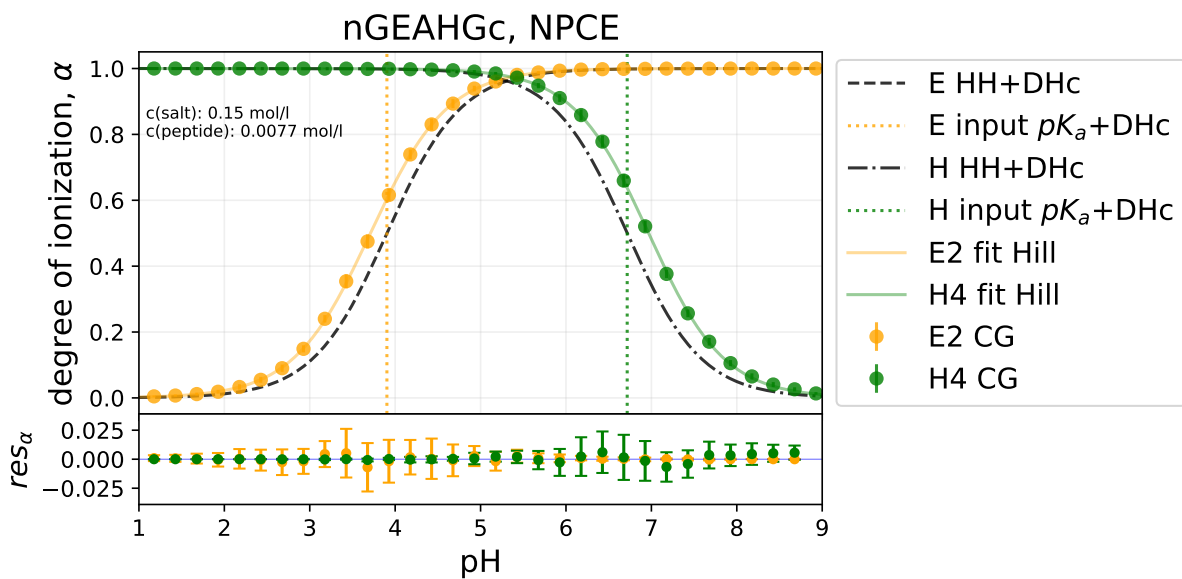 nGEAHGc, NPCE
degree of ionization, α
1.0
0.8
0.6
0.4
0.2
0.0
c(salt): 0.15 mol/l
c(peptide): 0.0077 mol/l
E HH+DHc
E input pKₐ+DHc
H HH+DHc
H input pKₐ+DHc
E2 fit Hill
H4 fit Hill
E2 CG
H4 CG
res_α
0.025
0.000
−0.025
1 2 3 4 5 6 7 8 9
pH